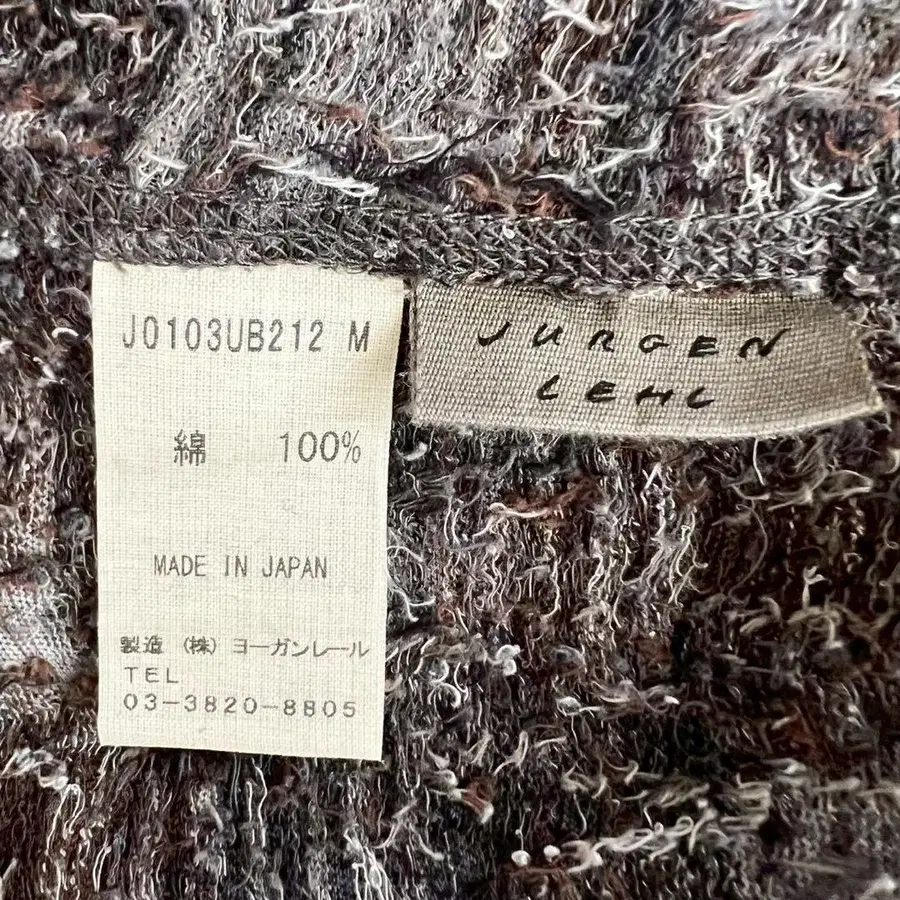 J0103UB212 M
綿 100%
MADE IN JAPAN
製造 (株) ヨーガンレール
TEL
03-3820-8805
JURGEN
LEHL